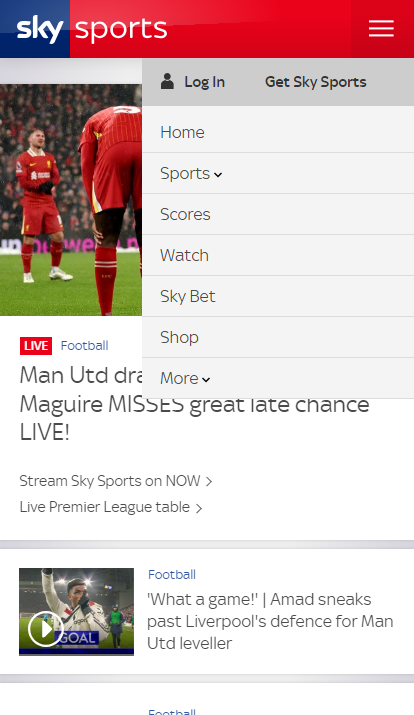 sky sports
Log In
Get Sky Sports
Home
Sports
Scores
Watch
Sky Bet
Shop
More
LIVE
Football
Man Utd
Maguire MISSES great late chance
LIVE!
Stream Sky Sports on NOW
Live Premier League table
Football
'What a game!' | Amad sneaks
past Liverpool's defence for Man
Utd leveller
GOAL
Football